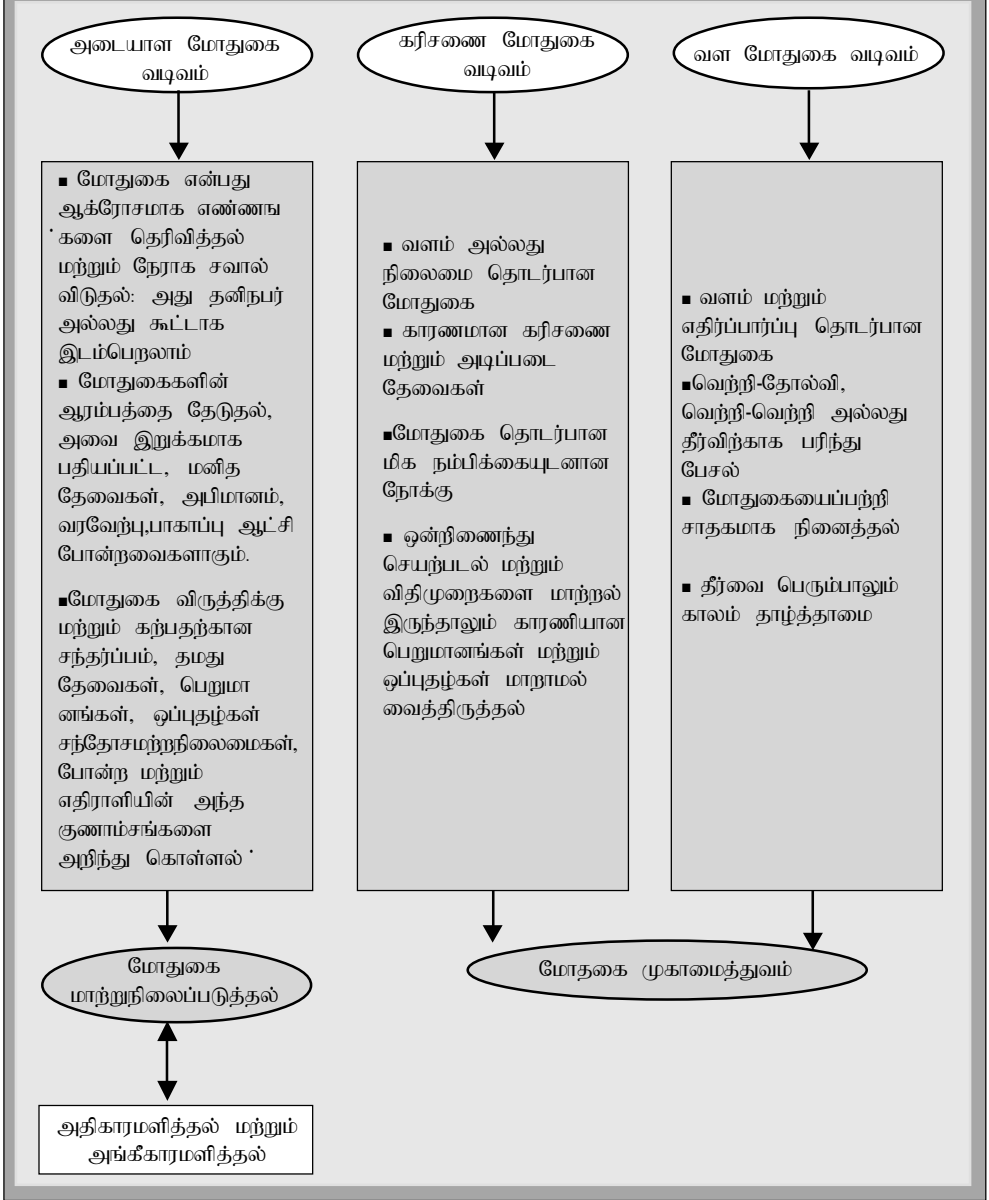 அடையாள மோதுகை
வடிவம்
■ மோதுகை என்பது
ஆக்ரோசமாக எண்ணங
்களை தெரிவித்தல்
மற்றும் நேராக சவால்
விடுதல்: அது தனிநபர்
அல்லது கூட்டாக
இடம்பெறலாம்
■ மோதுகைகளின்
ஆரம்பத்தை தேடுதல்,
அவை இறுக்கமாக
பதியப்பட்ட, மனித
தேவைகள், அபிமானம்,
வரவேற்பு,பாகாப்பு ஆட்சி
போன்றவைகளாகும்.
■மோதுகை விருத்திக்கு
மற்றும் கற்பதற்கான
சந்தர்ப்பம், தமது
தேவைகள், பெறுமா
னங்கள், ஒப்புதழ்கள்
சந்தோசமற்றநிலைமைகள்,
போன்ற மற்றும்
எதிராளியின் அந்த
குணாம்சங்களை
அறிந்து கொள்ளல் ்
மோதுகை
மாற்றுநிலைப்படுத்தல்
அதிகாரமளித்தல் மற்றும்
அங்கீகாரமளித்தல்
கரிசணை மோதுகை
வடிவம்
■ வளம் அல்லது
நிலைமை தொடர்பான
மோதுகை
■ காரணமான கரிசணை
மற்றும் அடிப்படை
தேவைகள்
■மோதுகை தொடர்பான
மிக நம்பிக்கையுடனான
நோக்கு
■ ஒன்றிணைந்து
செயற்படல் மற்றும்
விதிமுறைகளை மாற்றல்
இருந்தாலும் காரணியான
பெறுமானங்கள் மற்றும்
ஒப்புதழ்கள் மாறாமல்
வைத்திருத்தல்
வள மோதுகை வடிவம்
■ வளம் மற்றும்
எதிர்ப்பார்ப்பு தொடர்பான
மோதுகை
■வெற்றி-தோல்வி,
வெற்றி-வெற்றி அல்லது
தீர்விற்காக பரிந்து
பேசல்
■ மோதுகையைப்பற்றி
சாதகமாக நினைத்தல்
■ தீர்வை பெரும்பாலும்
காலம் தாழ்த்தாமை
மோதகை முகாமைத்துவம்